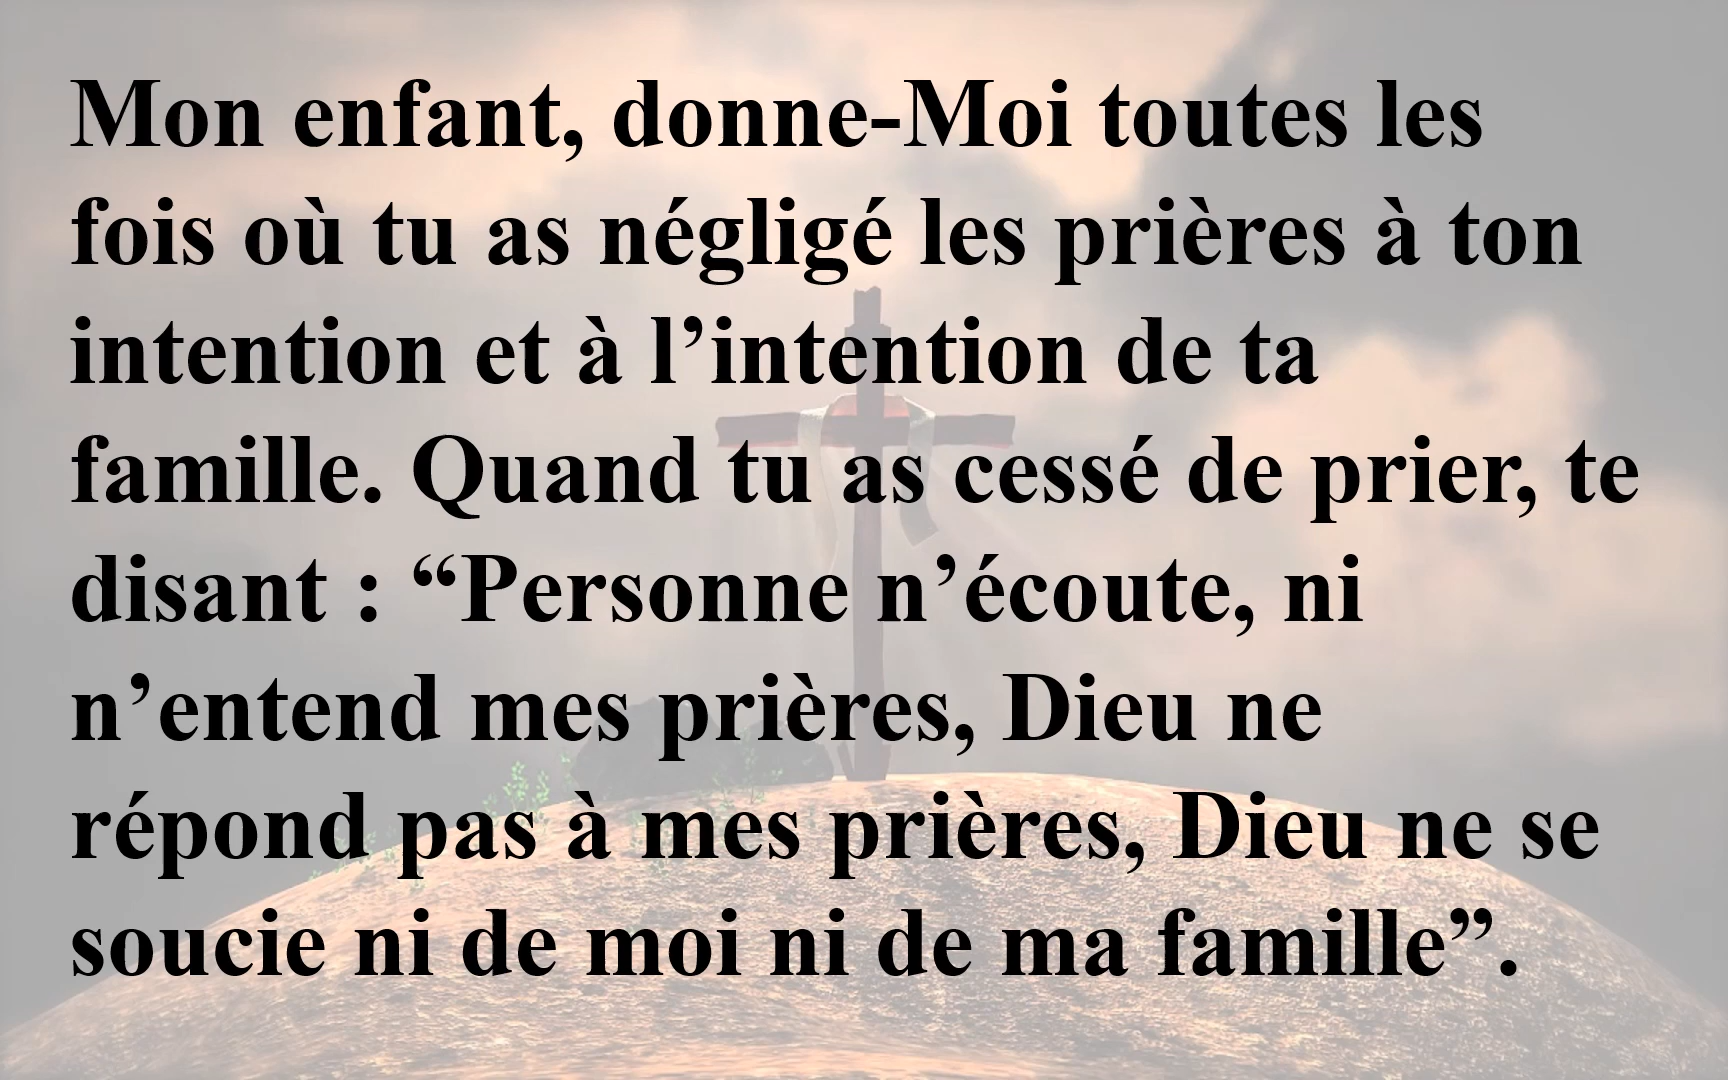 Mon enfant, donne-Moi toutes les
fois où tu as négligé les prières à ton
intention et à l’intention de ta
famille. Quand tu as cessé de prier, te
disant : “Personne n’écoute, ni
n’entend mes prières, Dieu ne
répond pas à mes prières, Dieu ne se
soucie ni de moi ni de ma famille”.